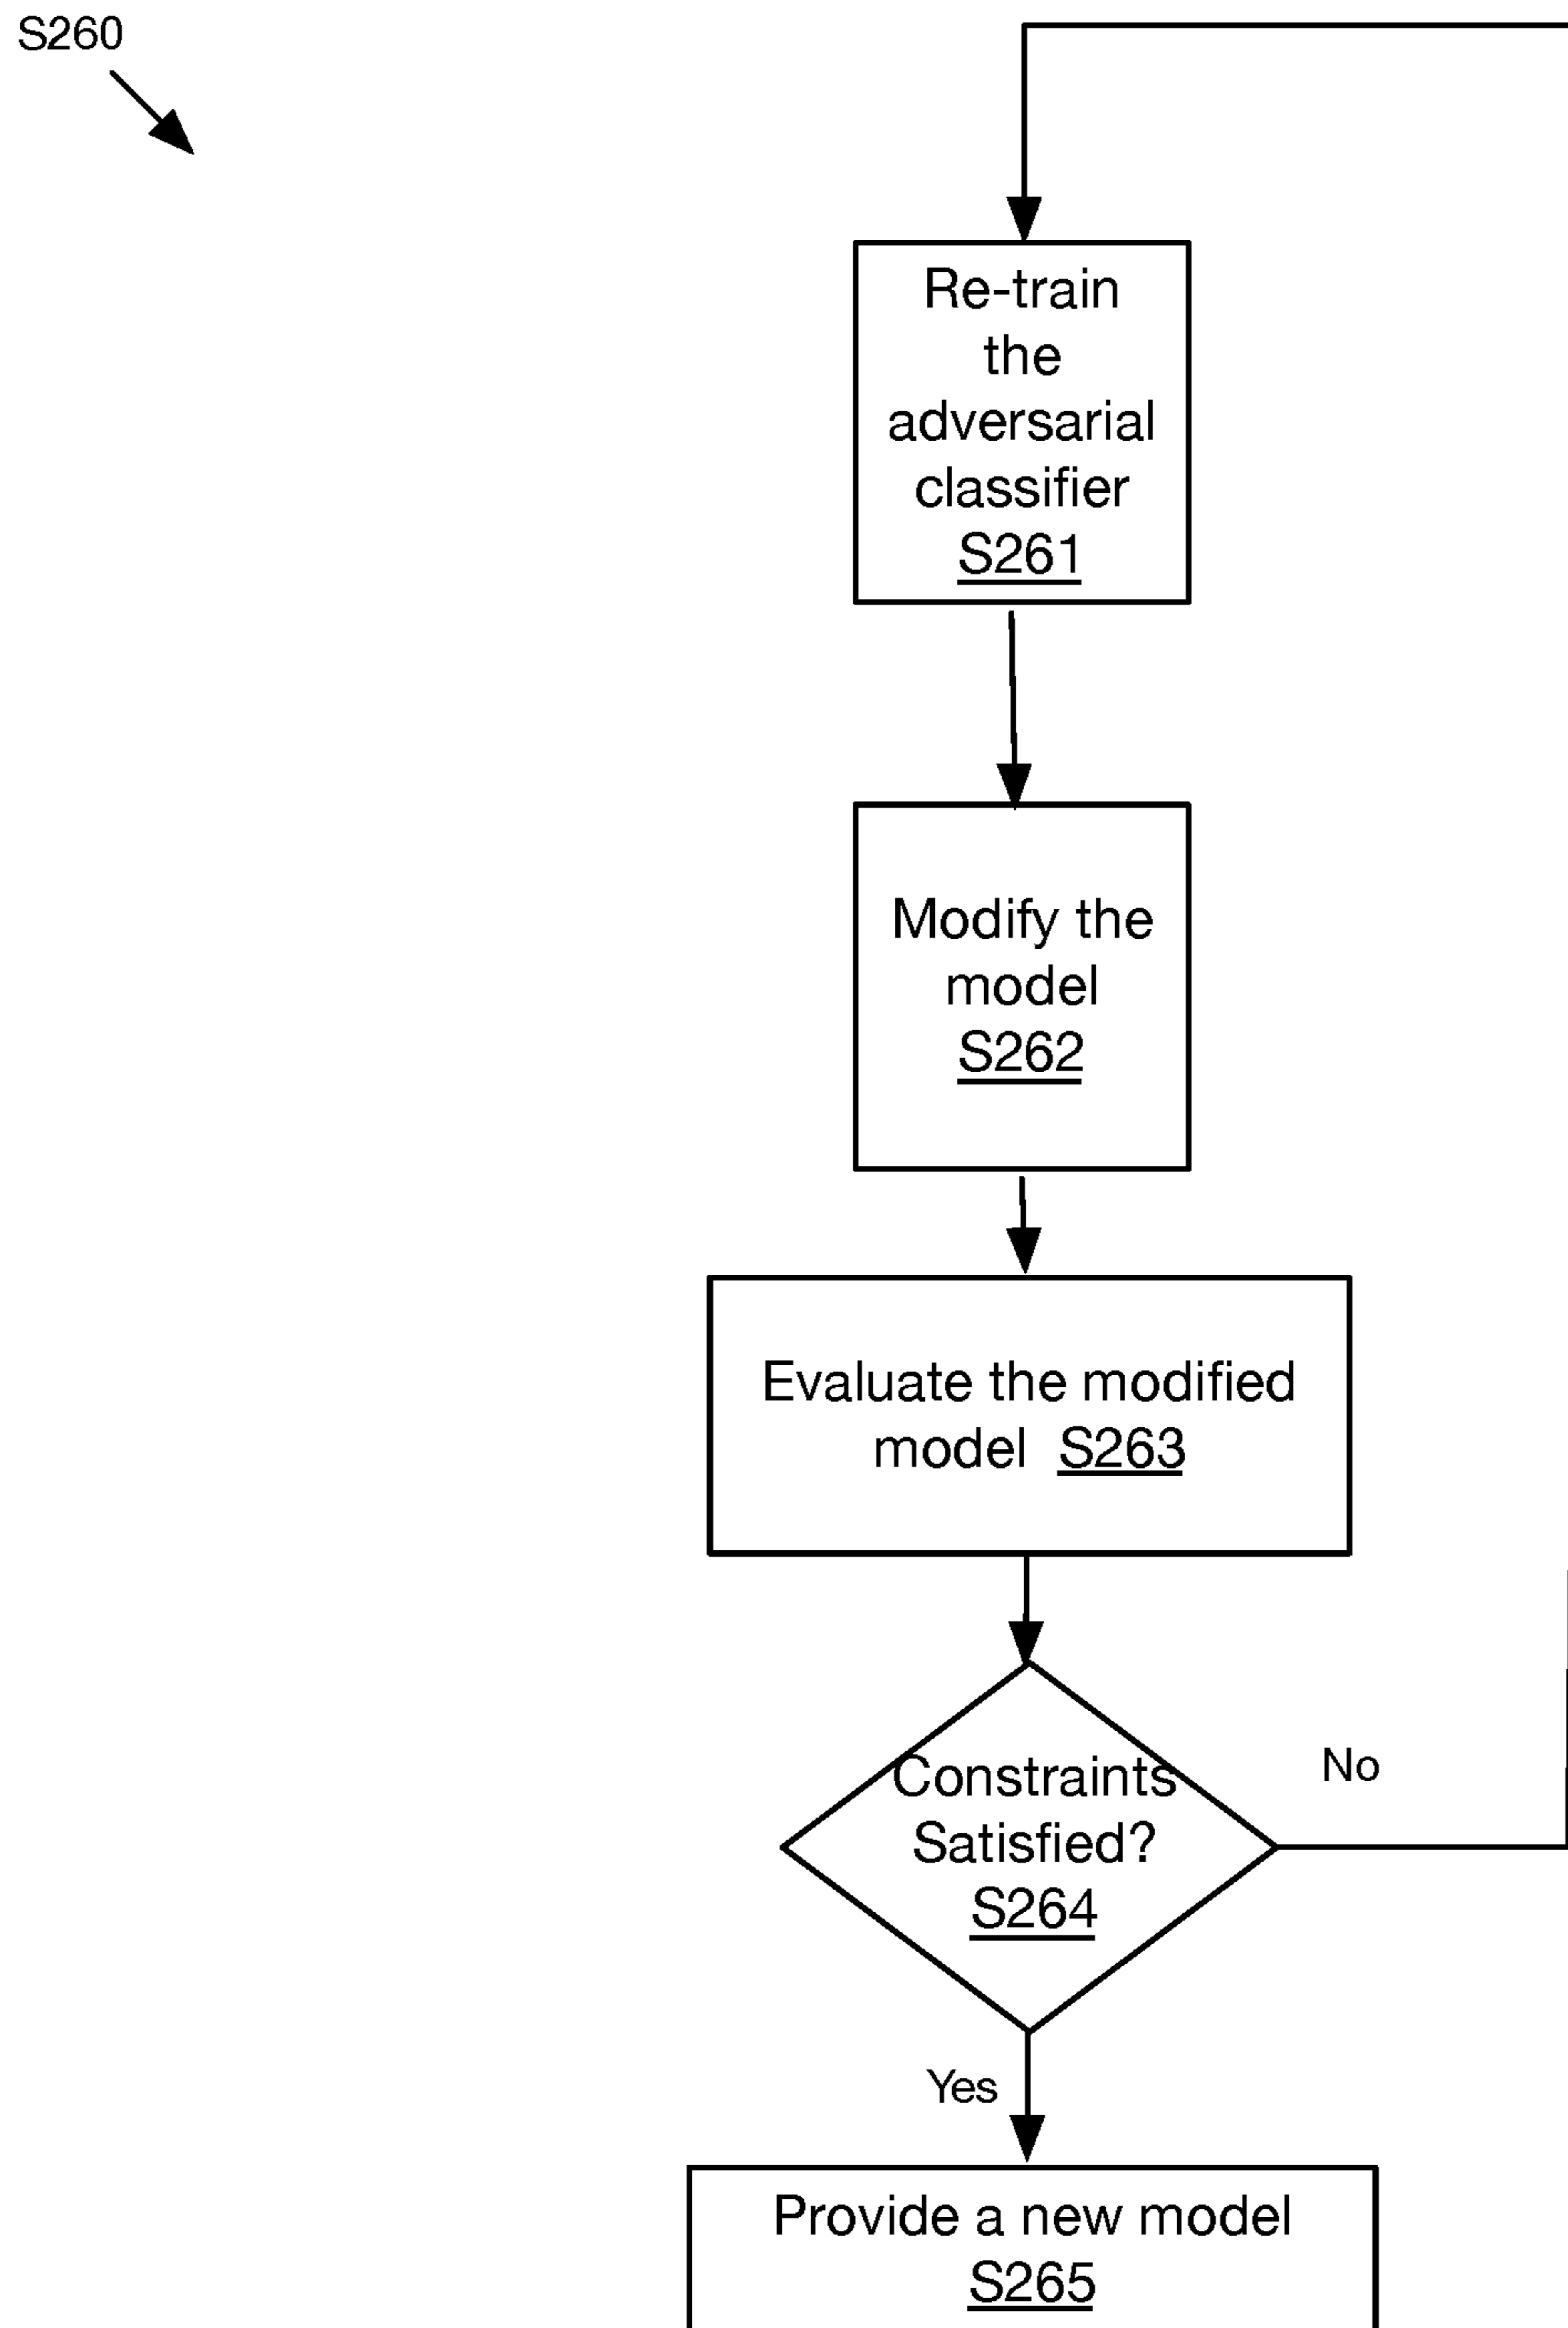 S260
Re-train
the
adversarial
classifier
S261
Modify the
model
S262
Evaluate the modified
model S263
Constraints
Satisfied?
S264
No
Yes
Provide a new model
S265